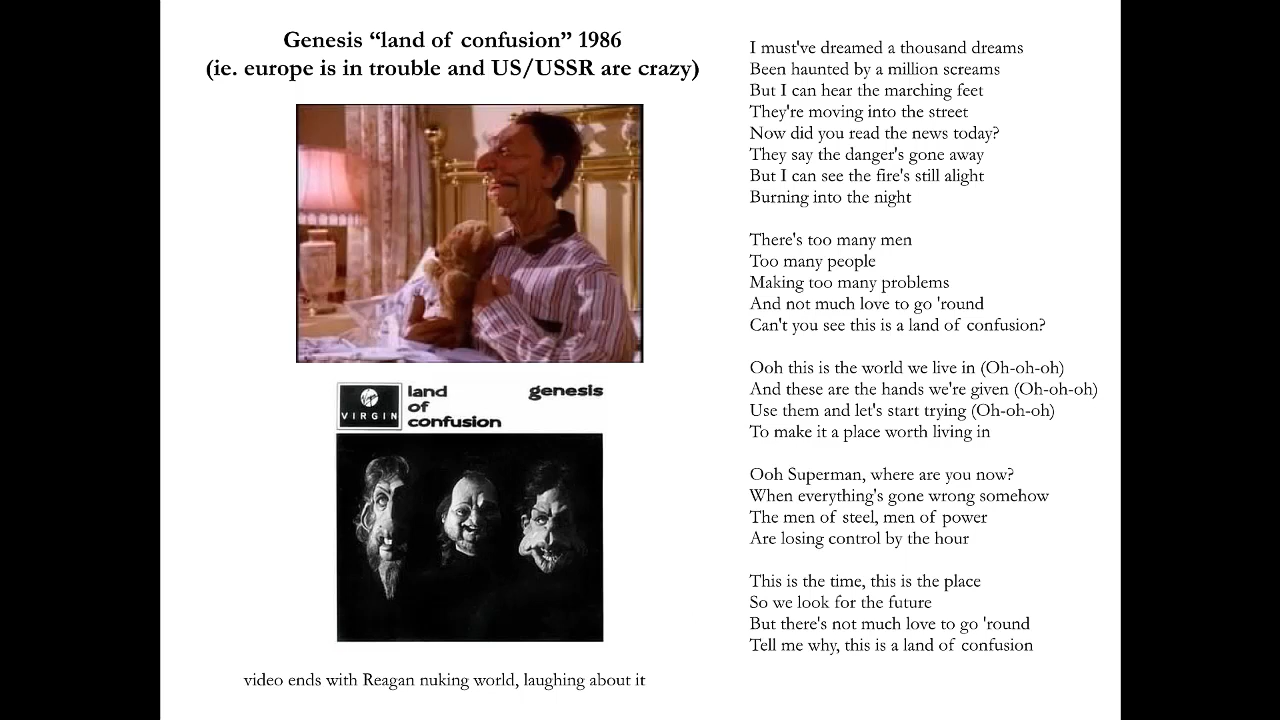 Genesis “land of confusion” 1986
(ie. europe is in trouble and US/USSR are crazy)
VIRGIN
land
of
confusion
genesis
video ends with Reagan nuking world, laughing about it
I must've dreamed a thousand dreams
Been haunted by a million screams
But I can hear the marching feet
They're moving into the street
Now did you read the news today?
They say the danger's gone away
But I can see the fire's still alight
Burning into the night
There's too many men
Too many people
Making too many problems
And not much love to go 'round
Can't you see this is a land of confusion?
Ooh this is the world we live in (Oh-oh-oh)
And these are the hands we're given (Oh-oh-oh)
Use them and let's start trying (Oh-oh-oh)
To make it a place worth living in
Ooh Superman, where are you now?
When everything's gone wrong somehow
The men of steel, men of power
Are losing control by the hour
This is the time, this is the place
So we look for the future
But there's not much love to go 'round
Tell me why, this is a land of confusion